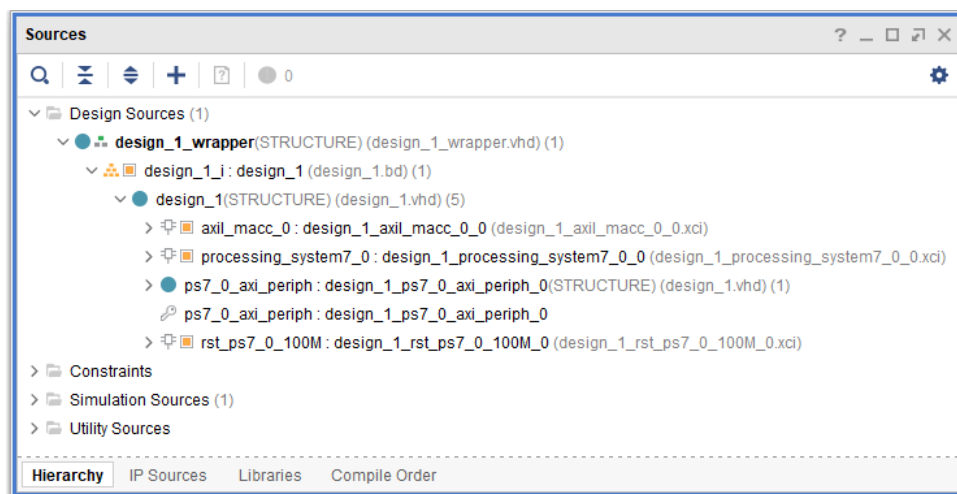 Sources
0
Design Sources (1)
design_1_wrapper(STRUCTURE) (design_1_wrapper.vhd) (1)
design_1_i : design_1 (design_1.bd) (1)
design_1(STRUCTURE) (design_1.vhd) (5)
axil_macc_0 : design_1_axil_macc_0_0 (design_1_axil_macc_0_0.xci)
processing_system7_0 : design_1_processing_system7_0_0 (design_1_processing_system7_0_0.xci)
ps7_0_axi_periph : design_1_ps7_0_axi_periph_0(STRUCTURE) (design_1.vhd) (1)
ps7_0_axi_periph : design_1_ps7_0_axi_periph_0
rst_ps7_0_100M : design_1_rst_ps7_0_100M_0 (design_1_rst_ps7_0_100M_0.xci)
Constraints
Simulation Sources (1)
Utility Sources
Hierarchy IP Sources Libraries Compile Order